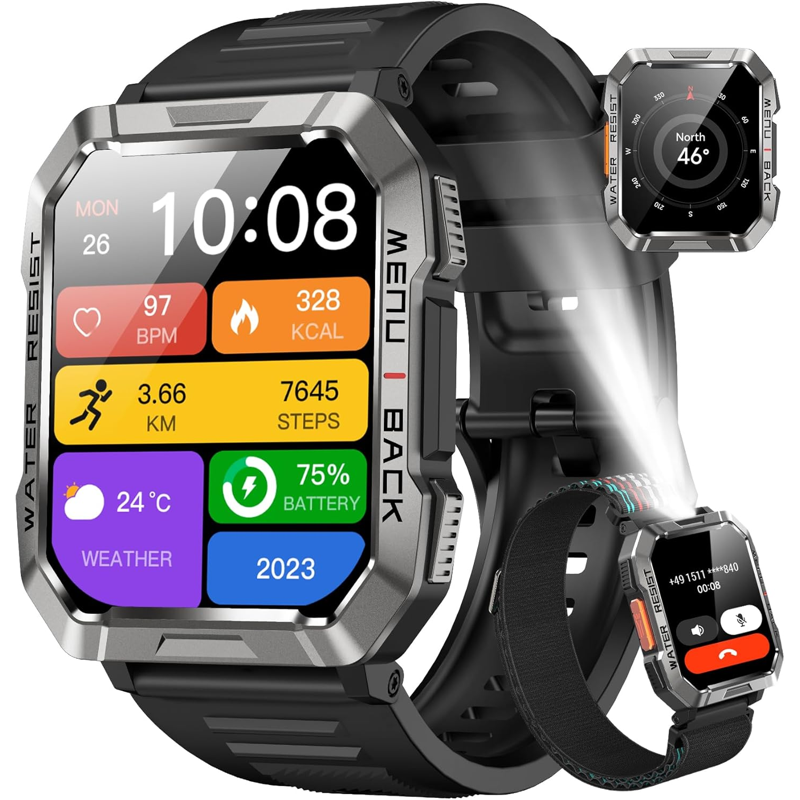 MON
26
10:08
97
BPM
328
KCAL
3.66
KM
7645
STEPS
24°C
WEATHER
75%
BATTERY
2023
WATER RESIST
MENU
BACK
N
30
60
E
120
150
S
210
240
W
300
330
North
46°
WATER RESIST
MENU
BACK
+49 1511 ****840
00:08
WATER RESIST